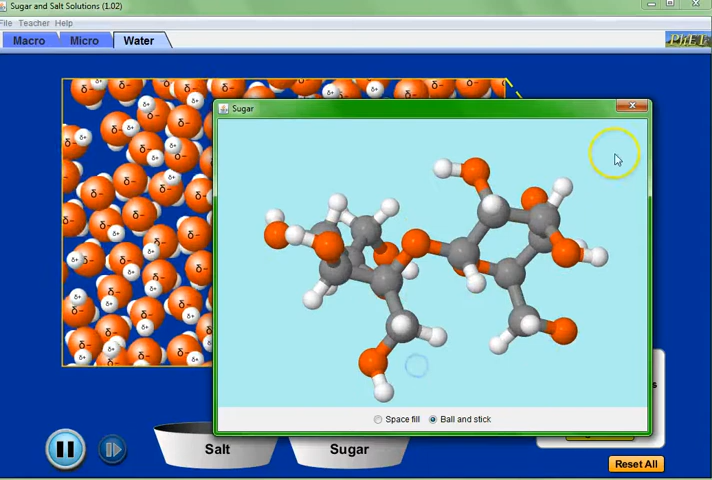 Sugar and Salt Solutions (1.02)
File Teacher Help
Macro Micro Water
PhET
Sugar
Space fill Ball and stick
Salt Sugar
Reset All
δ−
δ+